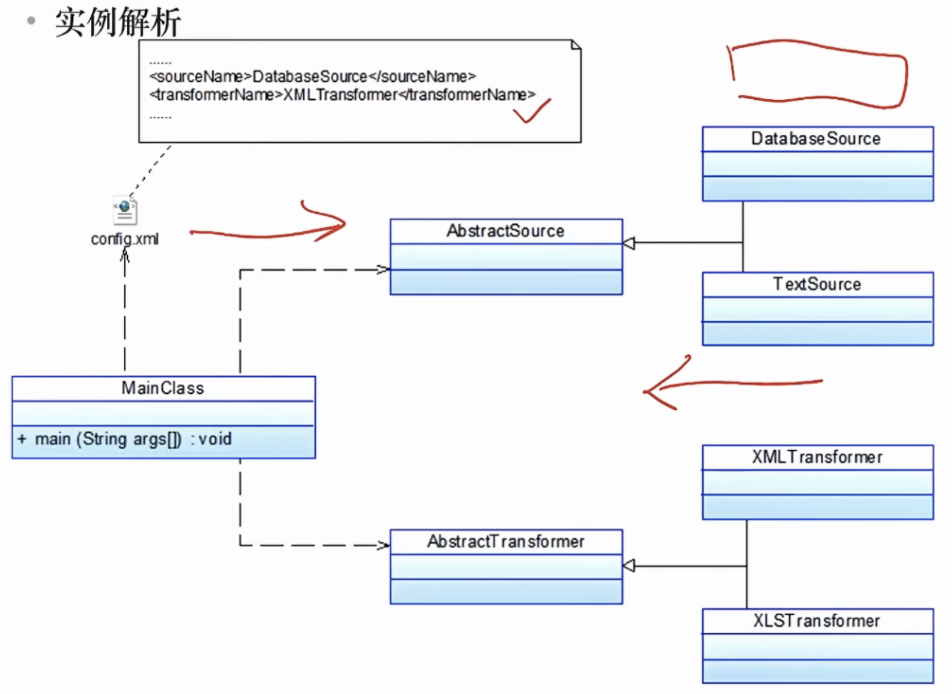 • 实例解析
......
<sourceName>DatabaseSource</sourceName>
<transformerName>XMLTransformer</transformerName>
......
config.xml
DatabaseSource
AbstractSource
TextSource
MainClass
+ main (String args[]) : void
XMLTransformer
AbstractTransformer
XLSTransformer